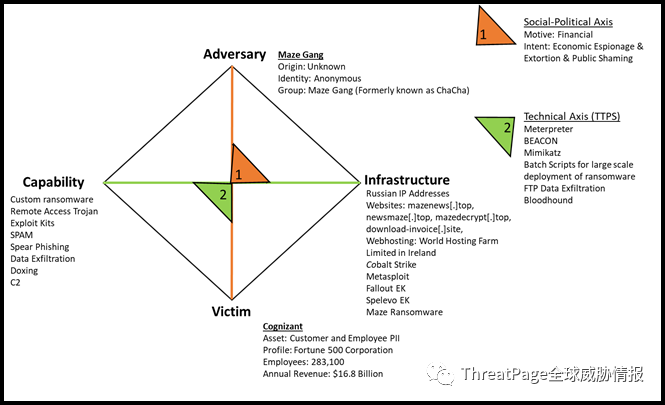 Adversary
Maze Gang
Origin: Unknown
Identity: Anonymous
Group: Maze Gang (Formerly known as ChaCha)
1
Social-Political Axis
Motive: Financial
Intent: Economic Espionage &
Extortion & Public Shaming
2
Technical Axis (TTPS)
Meterpreter
BEACON
Mimikatz
Batch Scripts for large scale
deployment of ransomware
FTP Data Exfiltration
Bloodhound
1
2
Capability
Custom ransomware
Remote Access Trojan
Exploit Kits
SPAM
Spear Phishing
Data Exfiltration
Doxing
C2
Infrastructure
Russian IP Addresses
Websites: mazenews[.]top,
newsmaze[.]top, mazedecrypt[.]top,
download-invoice[.]site,
Webhosting: World Hosting Farm
Limited in Ireland
Cobalt Strike
Metasploit
Fallout EK
Spelevo EK
Maze Ransomware
Victim
Cognizant
Asset: Customer and Employee PII
Profile: Fortune 500 Corporation
Employees: 283,100
Annual Revenue: $16.8 Billion
ThreatPage全球威胁情报